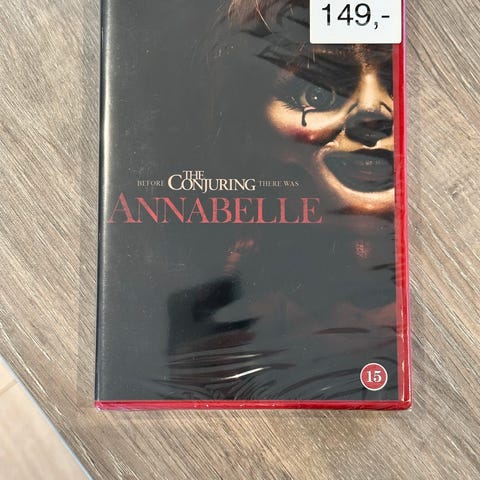 149,-
BEFORE THE CONJURING THERE WAS
ANNABELLE
15